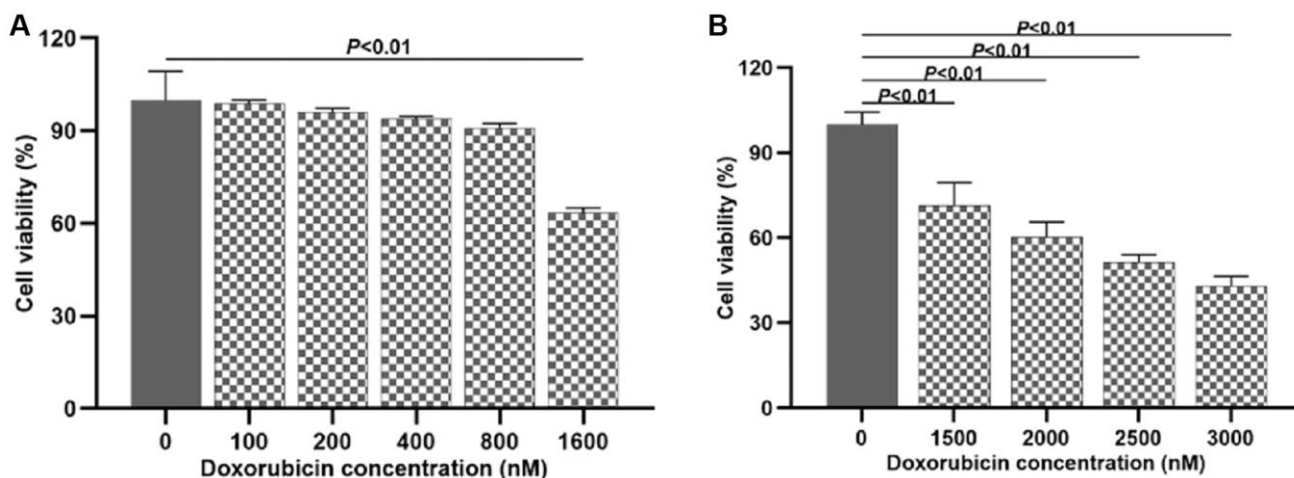 A
Cell viability (%)
120
90
60
30
0
P<0.01
0 100 200 400 800 1600
Doxorubicin concentration (nM)
B
Cell viability (%)
120
90
60
30
0
P<0.01
P<0.01
P<0.01
P<0.01
0 1500 2000 2500 3000
Doxorubicin concentration (nM)